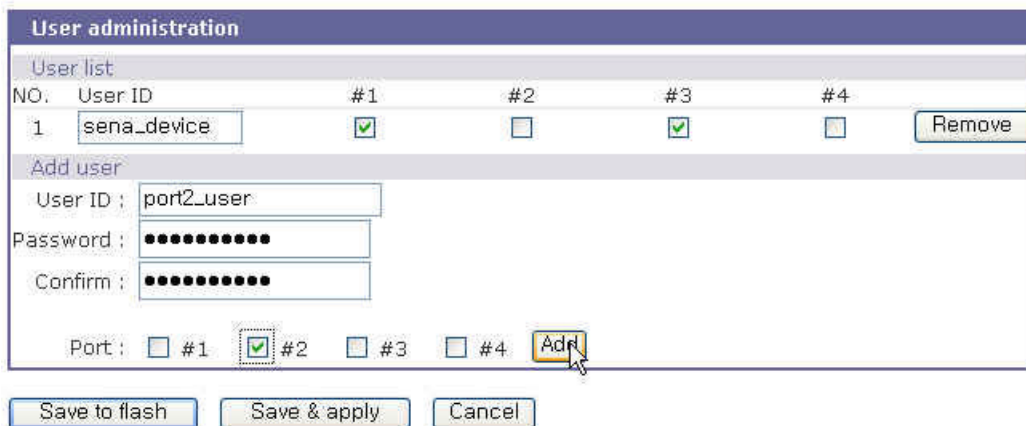 User administration
User list
NO. User ID #1 #2 #3 #4
1 sena_device Remove
Add user
User ID : port2_user
Password : ●●●●●●●●●●
Confirm : ●●●●●●●●●●
Port : #1 #2 #3 #4 Add
Save to flash Save & apply Cancel